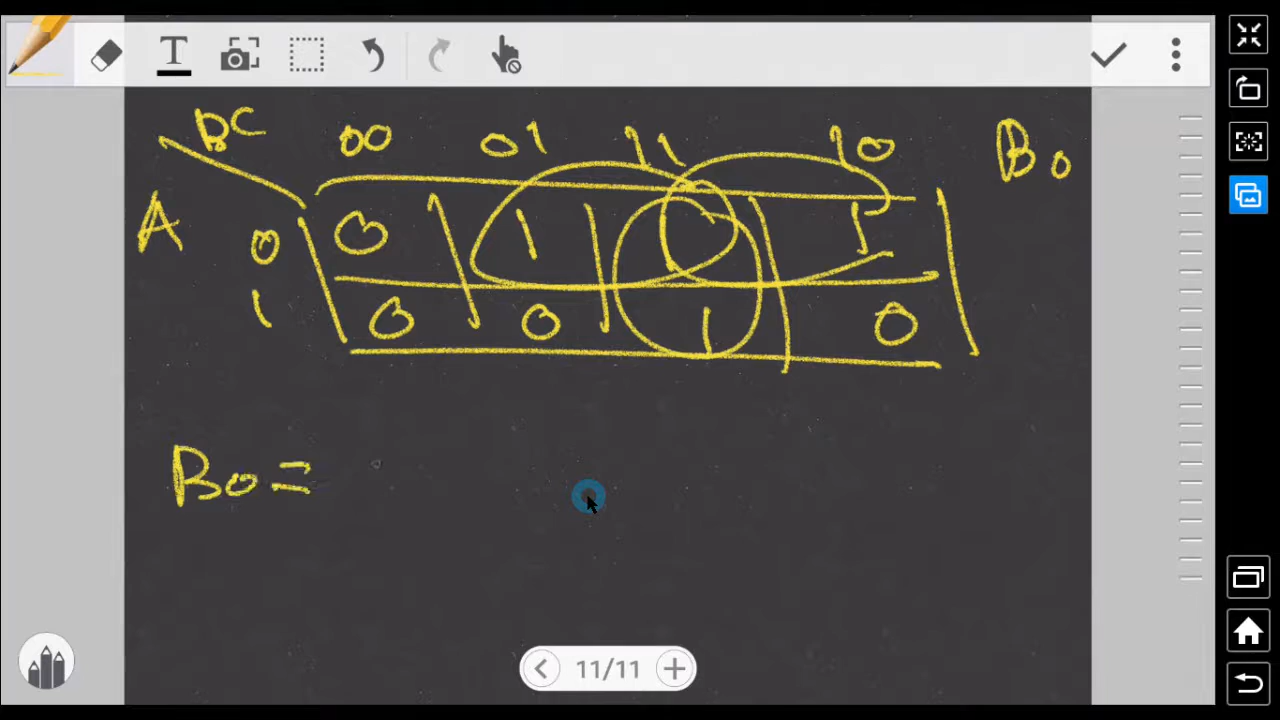 T
BC 00 01 11 10 B0
A 0 0 1 1 1
1 0 0 1 0
B0 =
11/11